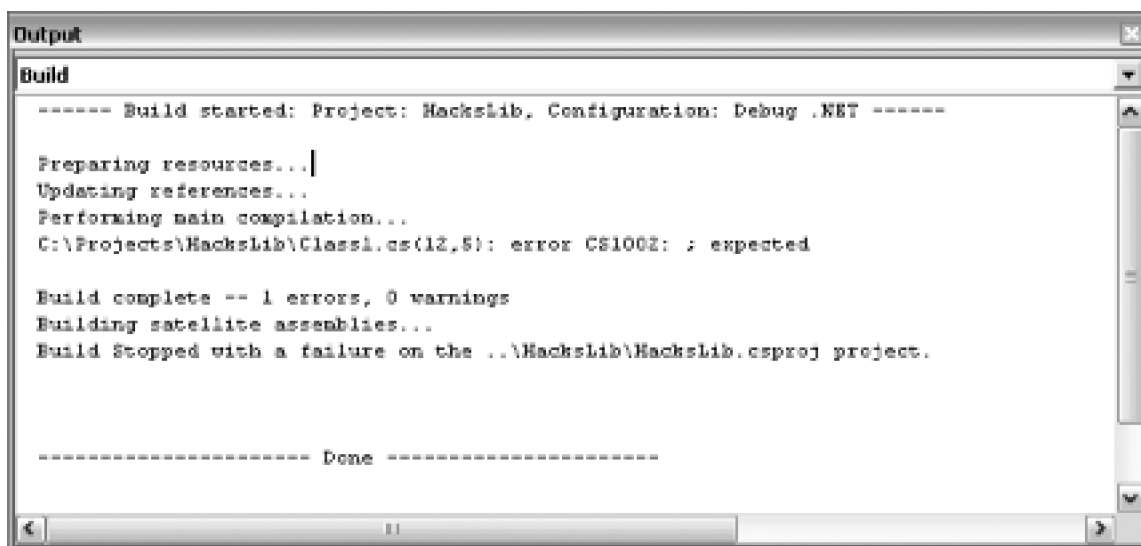 Output
Build
------ Build started: Project: HacksLib, Configuration: Debug .NET ------
Preparing resources...
Updating references...
Performing main compilation...
C:\Projects\HacksLib\Class1.cs(12,5): error CS1002: ; expected
Build complete -- 1 errors, 0 warnings
Building satellite assemblies...
Build Stopped with a failure on the ..\HacksLib\HacksLib.csproj project.
---------------------- Done ----------------------